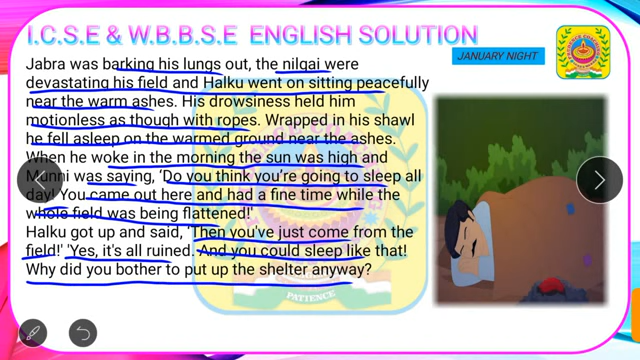 I.C.S.E & W.B.B.S.E ENGLISH SOLUTION
JANUARY NIGHT
Jabra was barking his lungs out, the nilgai were
devastating his field and Halku went on sitting peacefully
near the warm ashes. His drowsiness held him
motionless as though with ropes. Wrapped in his shawl
he fell asleep on the warmed ground near the ashes.
When he woke in the morning the sun was high and
Munni was saying, ‘Do you think you’re going to sleep all
day! You came out here and had a fine time while the
whole field was being flattened!'
Halku got up and said, 'Then you've just come from the
field!' 'Yes, it's all ruined. And you could sleep like that!
Why did you bother to put up the shelter anyway?
PATIENCE